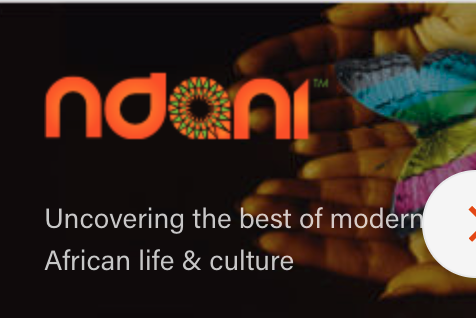 ndani™
Uncovering the best of modern
African life & culture